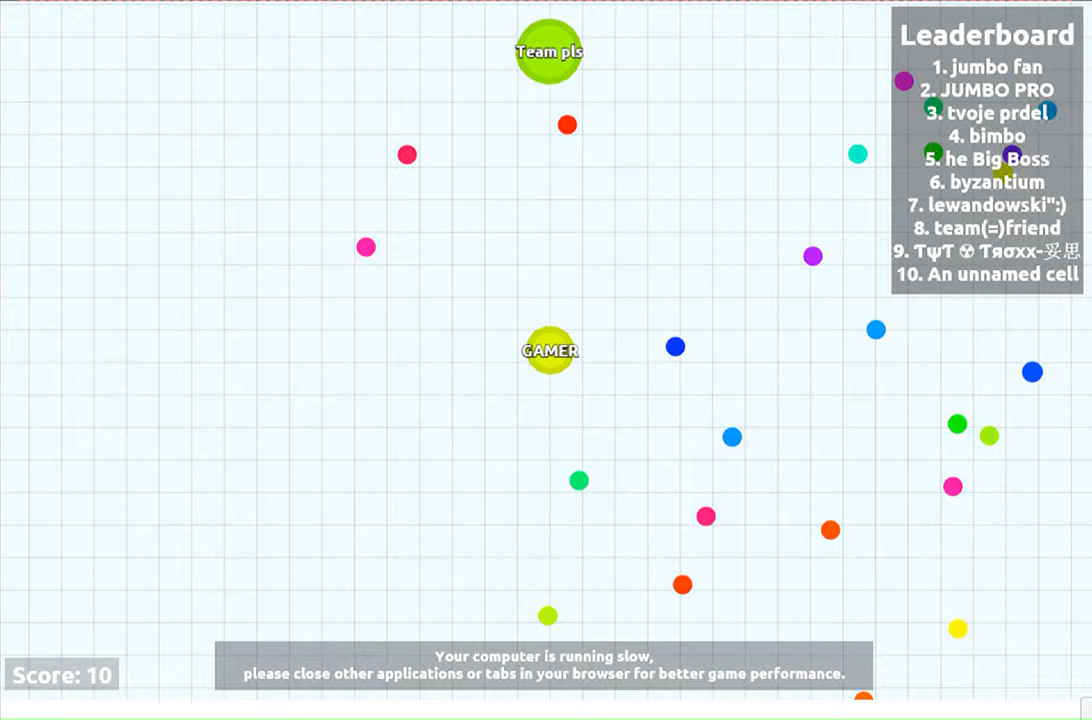 Team pls
Leaderboard
1. jumbo fan
2. JUMBO PRO
3. tvoje prdel
4. bimbo
5. he Big Boss
6. byzantium
7. lewandowski":)
8. team(=)friend
9. ƬψƬ ☢ Ƭяσxx-妥思
10. An unnamed cell
GAMER
Your computer is running slow,
please close other applications or tabs in your browser for better game performance.
Score: 10